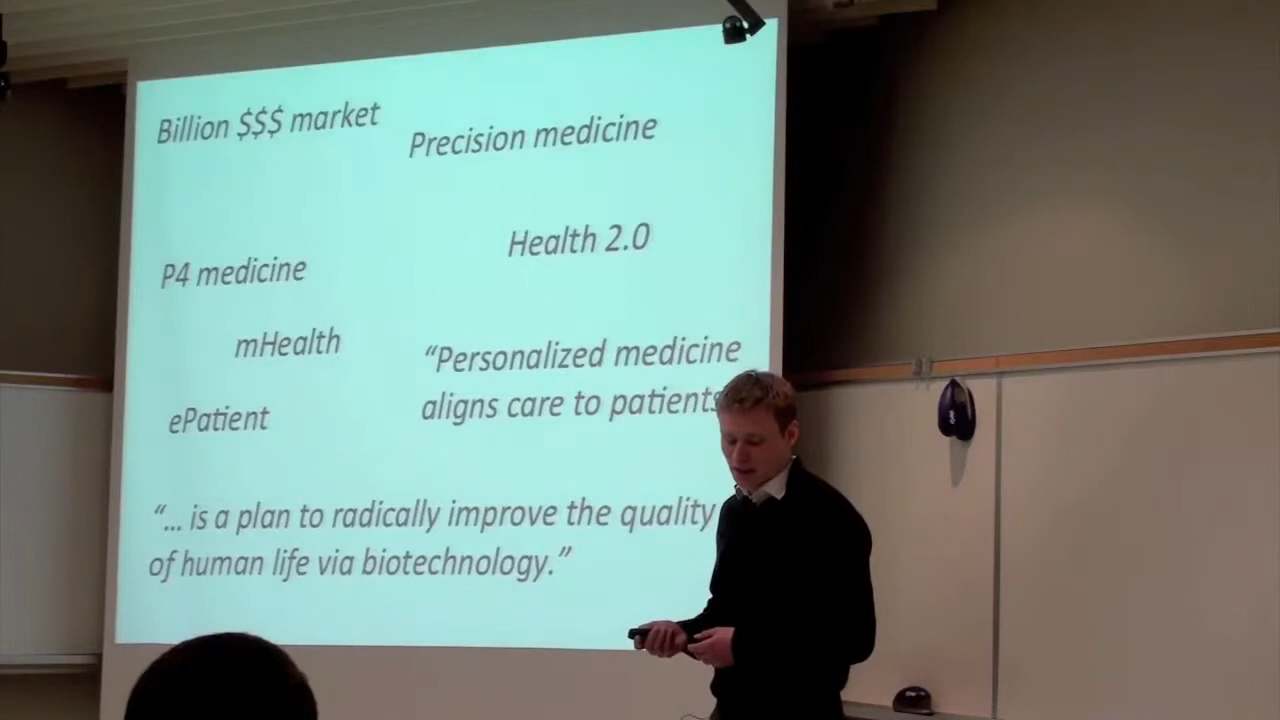 Billion $$$ market
Precision medicine
Health 2.0
P4 medicine
mHealth
“Personalized medicine
aligns care to patients
ePatient
“... is a plan to radically improve the quality
of human life via biotechnology.”